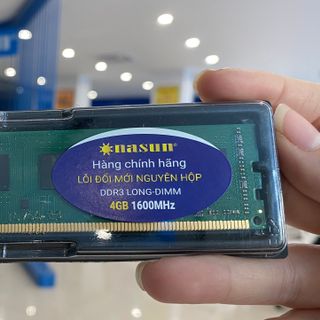 nasun®
Hàng chính hãng
LỖI ĐỔI MỚI NGUYÊN HỘP
DDR3 LONG-DIMM
4GB 1600MHz